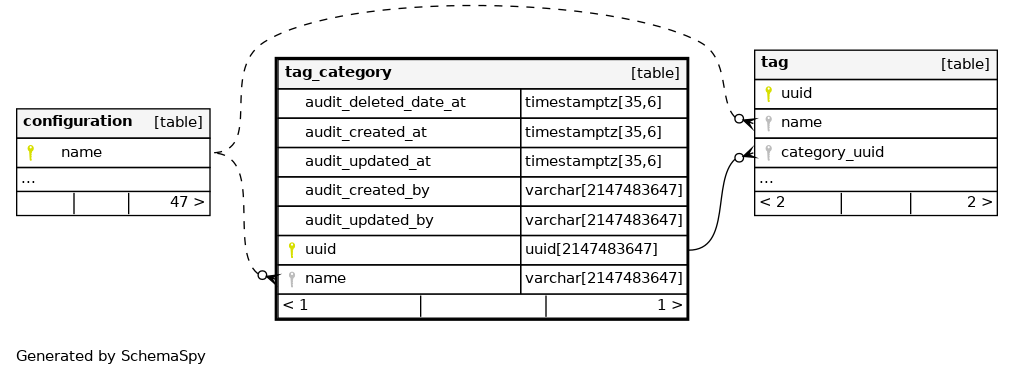 configuration [table]
name
...
47 >
tag_category [table]
audit_deleted_date_at timestamptz[35,6]
audit_created_at timestamptz[35,6]
audit_updated_at timestamptz[35,6]
audit_created_by varchar[2147483647]
audit_updated_by varchar[2147483647]
uuid uuid[2147483647]
name varchar[2147483647]
< 1 1 >
tag [table]
uuid
name
category_uuid
...
< 2 2 >
Generated by SchemaSpy